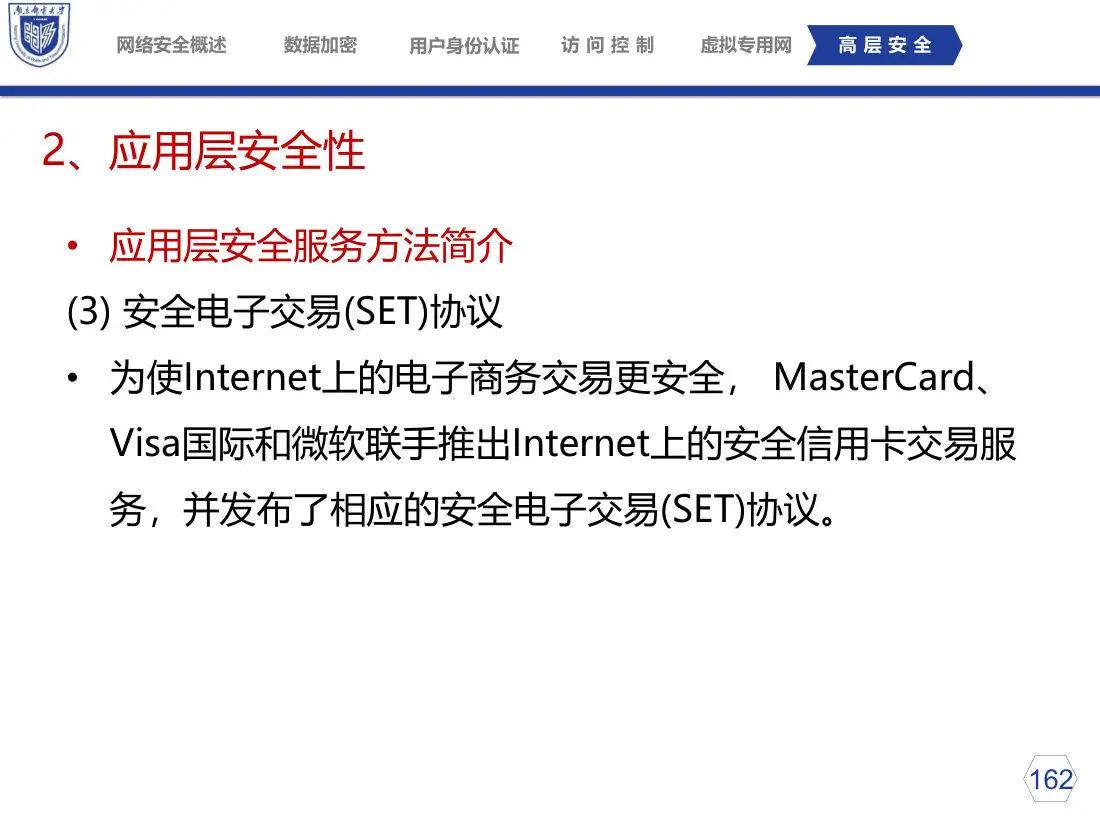 网络安全概述 数据加密 用户身份认证 访问控制 虚拟专用网 高层安全
2、应用层安全性
• 应用层安全服务方法简介
(3) 安全电子交易(SET)协议
• 为使Internet上的电子商务交易更安全， MasterCard、
Visa国际和微软联手推出Internet上的安全信用卡交易服
务，并发布了相应的安全电子交易(SET)协议。
162